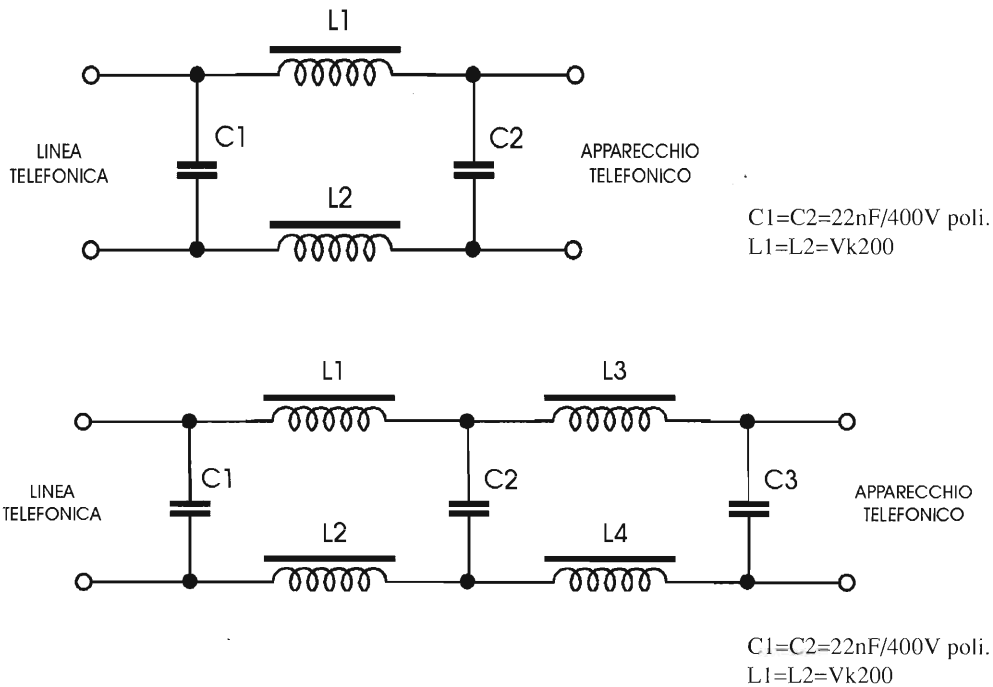 L1
C1
C2
LINEA
TELEFONICA
APPARECCHIO
TELEFONICO
L2
C1=C2=22nF/400V poli.
L1=L2=Vk200
L1
L3
C1
C2
C3
LINEA
TELEFONICA
APPARECCHIO
TELEFONICO
L2
L4
C1=C2=22nF/400V poli.
L1=L2=Vk200